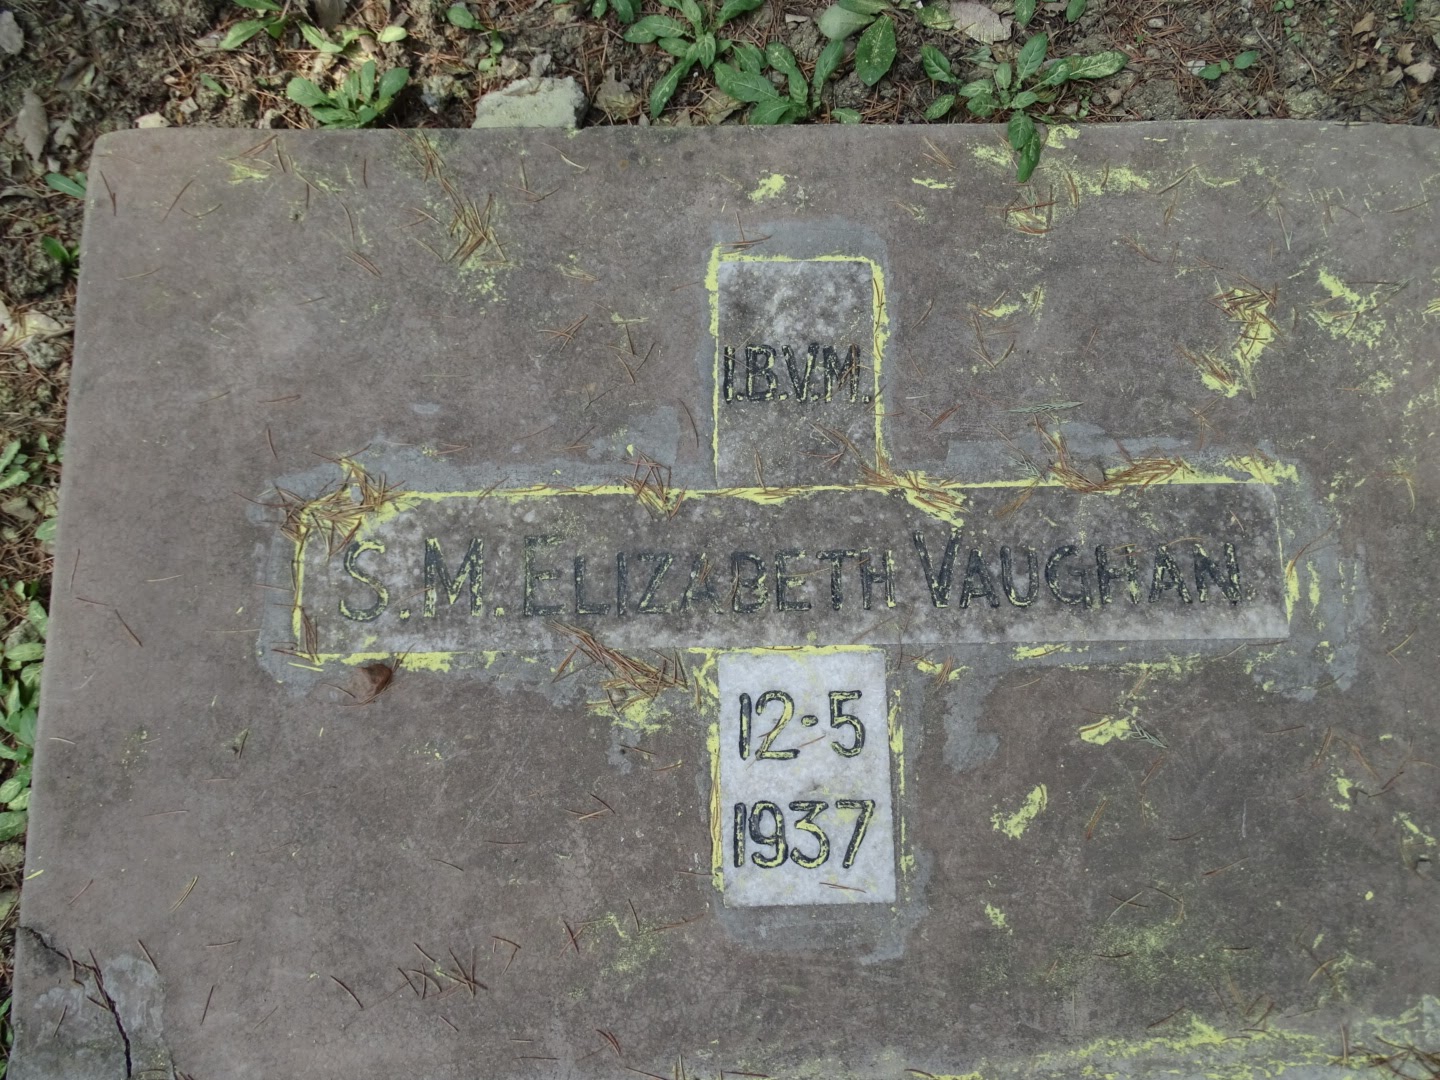 I.B.V.M.
S.M. ELIZABETH VAUGHAN.
12·5
1937